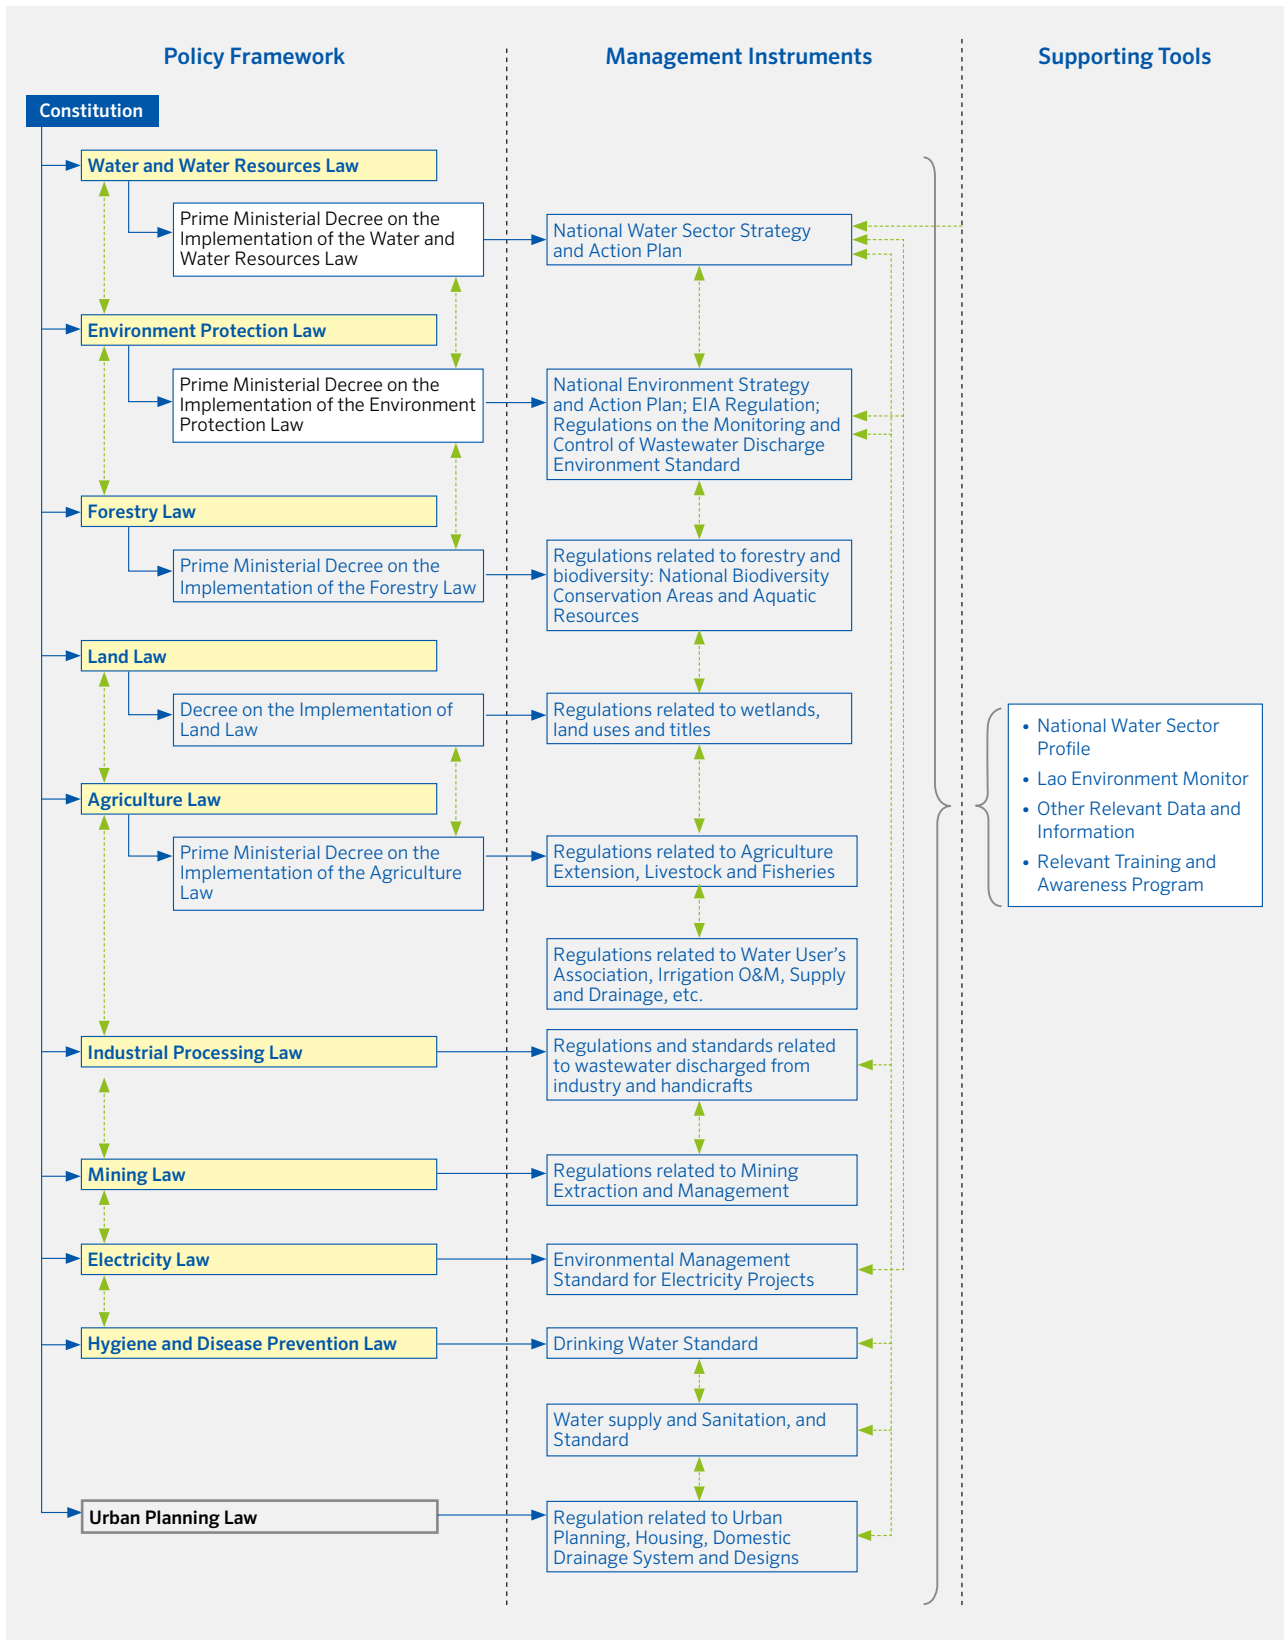 Policy Framework
Management Instruments
Supporting Tools
Constitution
Water and Water Resources Law
Prime Ministerial Decree on the
Implementation of the Water and
Water Resources Law
National Water Sector Strategy
and Action Plan
Environment Protection Law
Prime Ministerial Decree on the
Implementation of the Environment
Protection Law
National Environment Strategy
and Action Plan; EIA Regulation;
Regulations on the Monitoring and
Control of Wastewater Discharge
Environment Standard
Forestry Law
Prime Ministerial Decree on the
Implementation of the Forestry Law
Regulations related to forestry and
biodiversity: National Biodiversity
Conservation Areas and Aquatic
Resources
Land Law
Decree on the Implementation of
Land Law
Regulations related to wetlands,
land uses and titles
• National Water Sector
Profile
• Lao Environment Monitor
• Other Relevant Data and
Information
• Relevant Training and
Awareness Program
Agriculture Law
Prime Ministerial Decree on the
Implementation of the Agriculture
Law
Regulations related to Agriculture
Extension, Livestock and Fisheries
Regulations related to Water User’s
Association, Irrigation O&M, Supply
and Drainage, etc.
Industrial Processing Law
Regulations and standards related
to wastewater discharged from
industry and handicrafts
Mining Law
Regulations related to Mining
Extraction and Management
Electricity Law
Environmental Management
Standard for Electricity Projects
Hygiene and Disease Prevention Law
Drinking Water Standard
Water supply and Sanitation, and
Standard
Urban Planning Law
Regulation related to Urban
Planning, Housing, Domestic
Drainage System and Designs